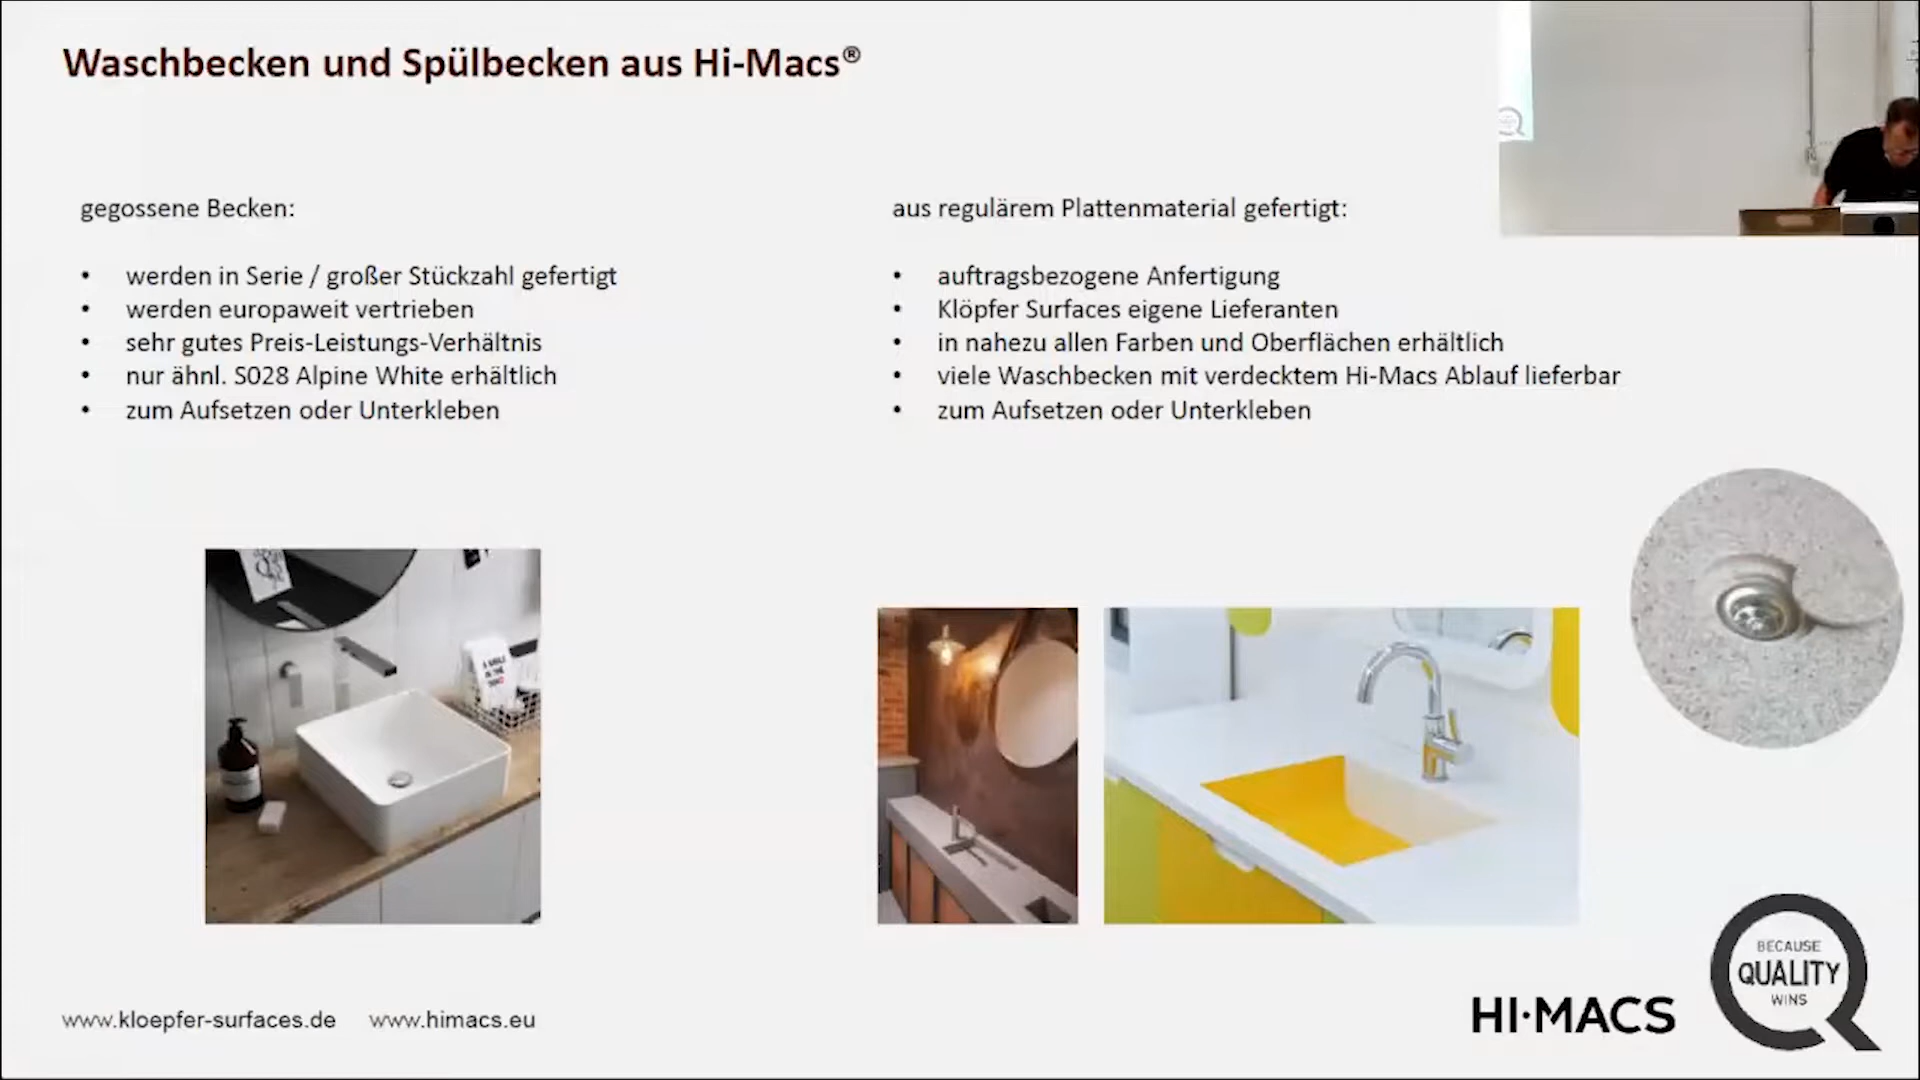 Waschbecken und Spülbecken aus Hi-Macs®
gegossene Becken:
• werden in Serie / großer Stückzahl gefertigt
• werden europaweit vertrieben
• sehr gutes Preis-Leistungs-Verhältnis
• nur ähnl. S028 Alpine White erhältlich
• zum Aufsetzen oder Unterkleben
aus regulärem Plattenmaterial gefertigt:
• auftragsbezogene Anfertigung
• Klöpfer Surfaces eigene Lieferanten
• in nahezu allen Farben und Oberflächen erhältlich
• viele Waschbecken mit verdecktem Hi-Macs Ablauf lieferbar
• zum Aufsetzen oder Unterkleben
www.kloepfer-surfaces.de www.himacs.eu
HI·MACS
BECAUSE
QUALITY
WINS